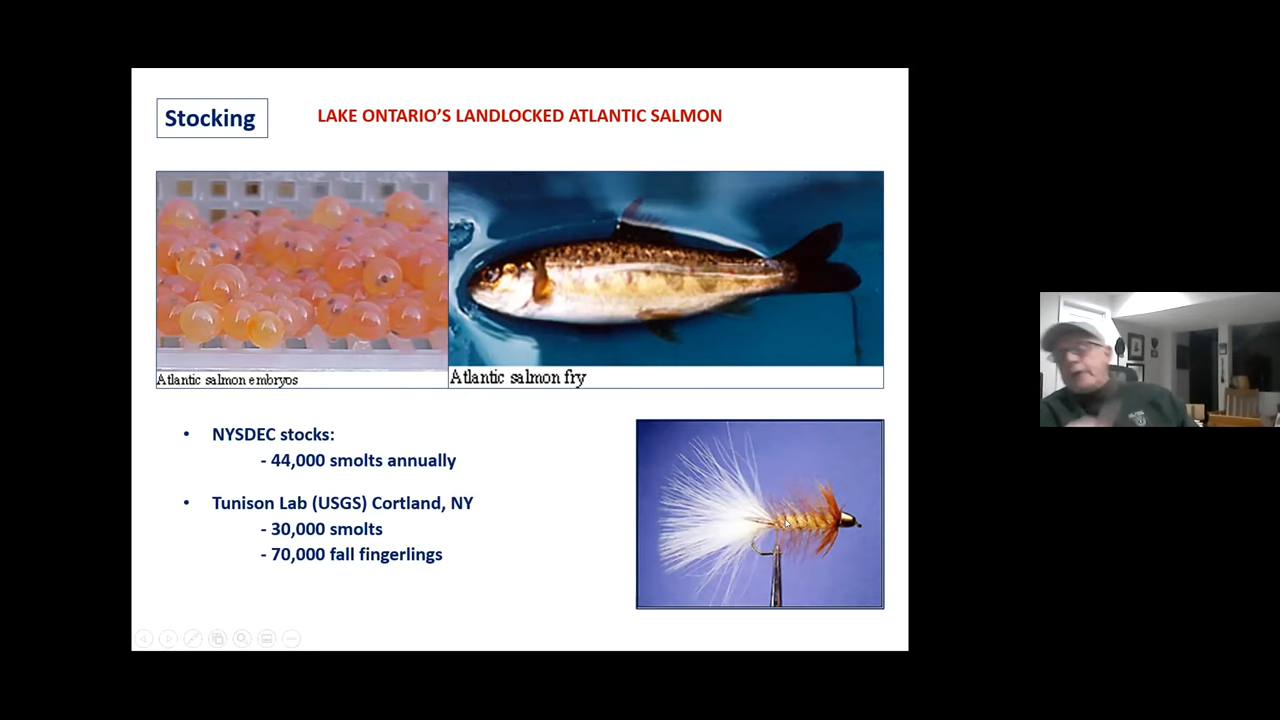 Stocking
LAKE ONTARIO'S LANDLOCKED ATLANTIC SALMON
Atlantic salmon embryos
Atlantic salmon fry
• NYSDEC stocks:
- 44,000 smolts annually
• Tunison Lab (USGS) Cortland, NY
- 30,000 smolts
- 70,000 fall fingerlings